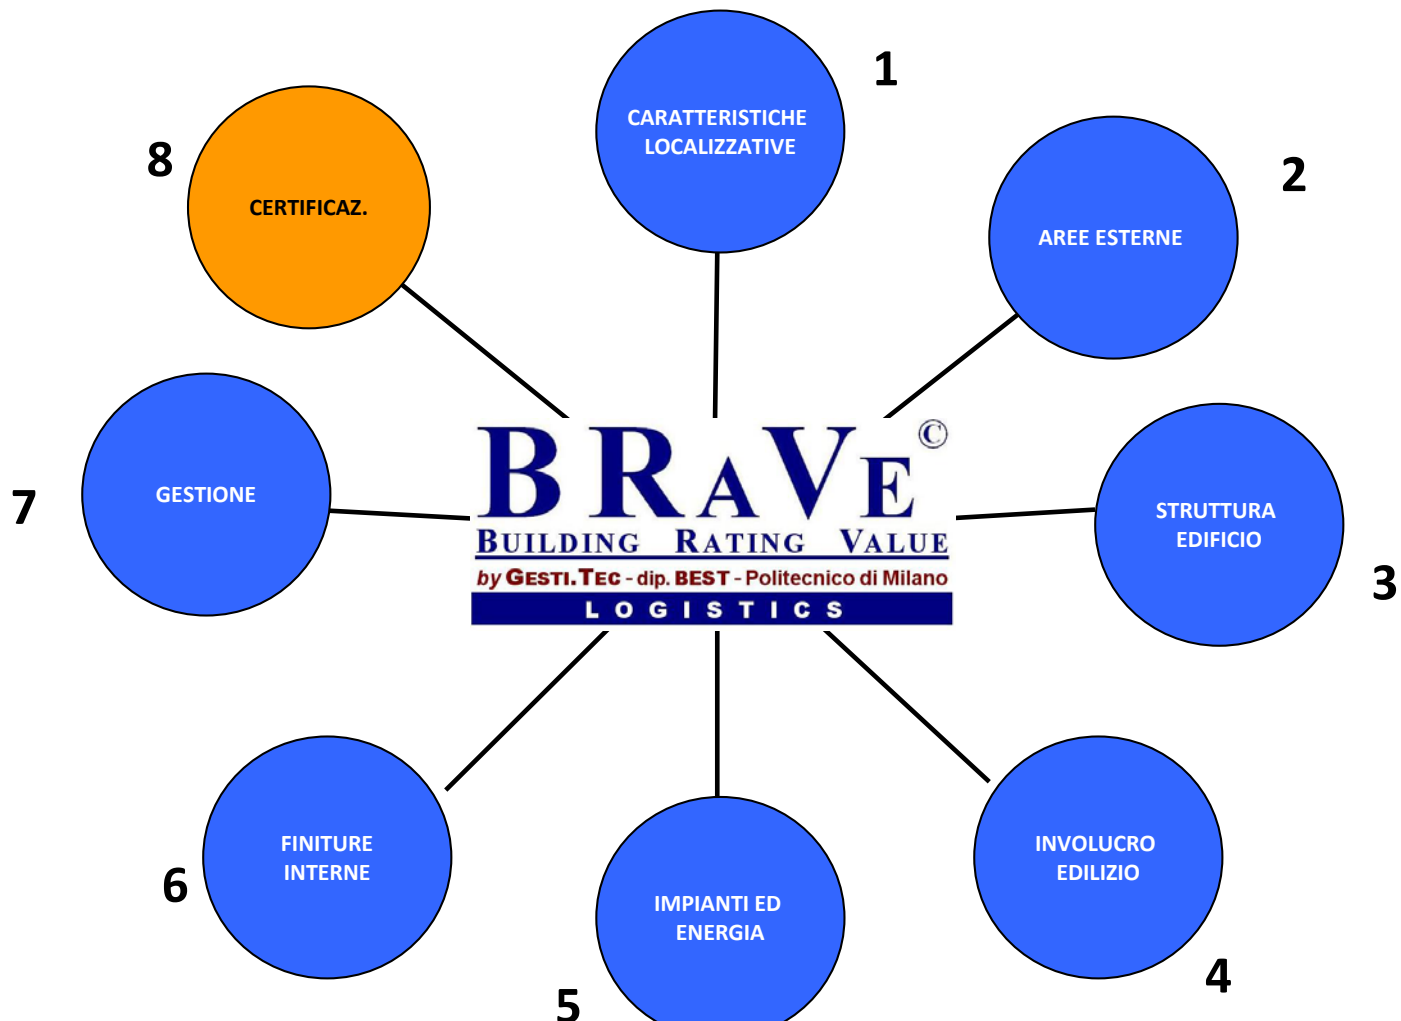 1
CARATTERISTICHE
LOCALIZZATIVE
2
AREE ESTERNE
STRUTTURA
EDIFICIO
3
INVOLUCRO
EDILIZIO
4
IMPIANTI ED
ENERGIA
5
FINITURE
INTERNE
6
GESTIONE
7
8
CERTIFICAZ.
BRAVE©
BUILDING RATING VALUE
by GESTI.TEC - dip. BEST - Politecnico di Milano
LOGISTICS